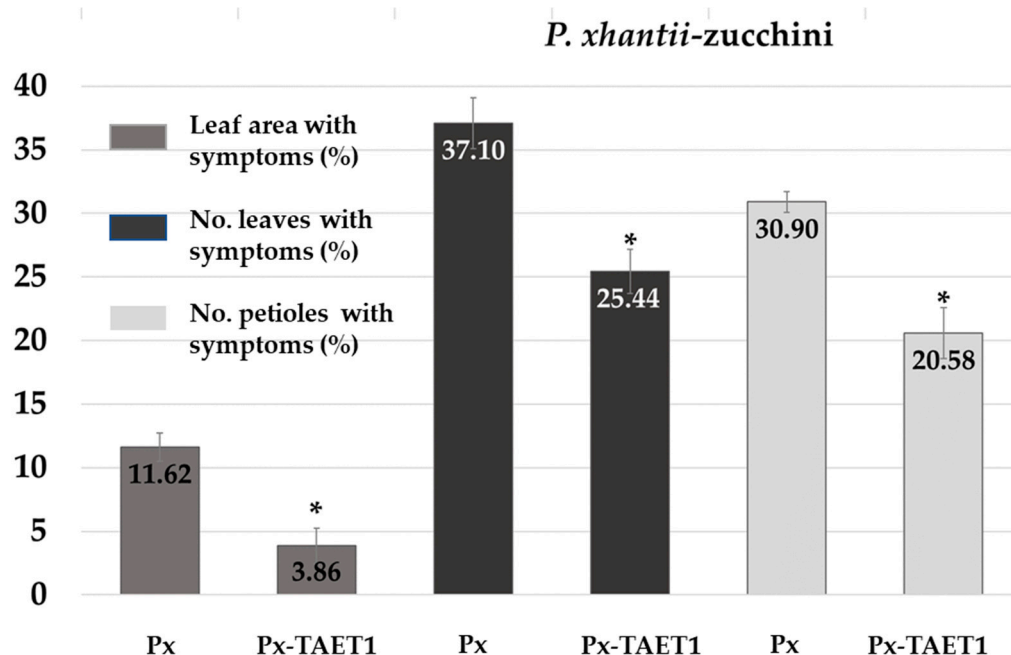 P. xhantii-zucchini
40
35
30
25
20
15
10
5
0
Leaf area with
symptoms (%)
No. leaves with
symptoms (%)
No. petioles with
symptoms (%)
11.62
*
3.86
37.10
*
25.44
30.90
*
20.58
Px Px-TAET1 Px Px-TAET1 Px Px-TAET1